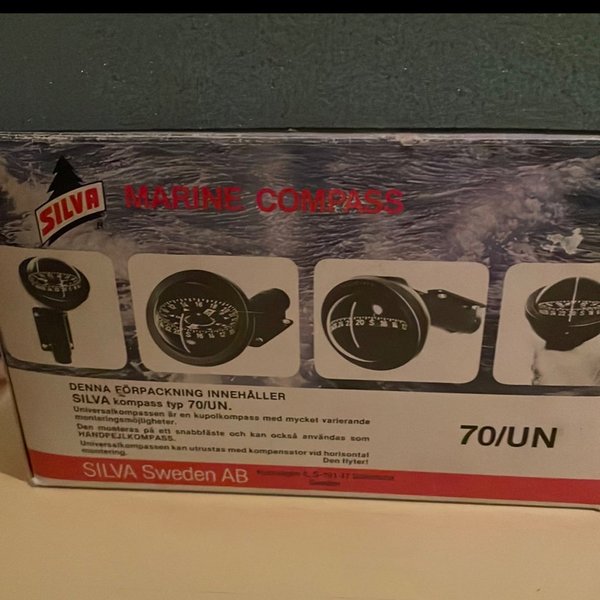 SILVA
MARINE COMPASS
DENNA FÖRPACKNING INNEHÅLLER
SILVA kompass typ 70/UN.
Universalkompassen är en kupolkompass med mycket varierande
monteringsmöjligheter.
Den monteras på ett snabbfäste och kan också användas som
HANDPEJLKOMPASS.
Universalkompassen kan utrustas med kompensator vid horisontal
montering. Den flyter!
70/UN
SILVA Sweden AB
Sweden